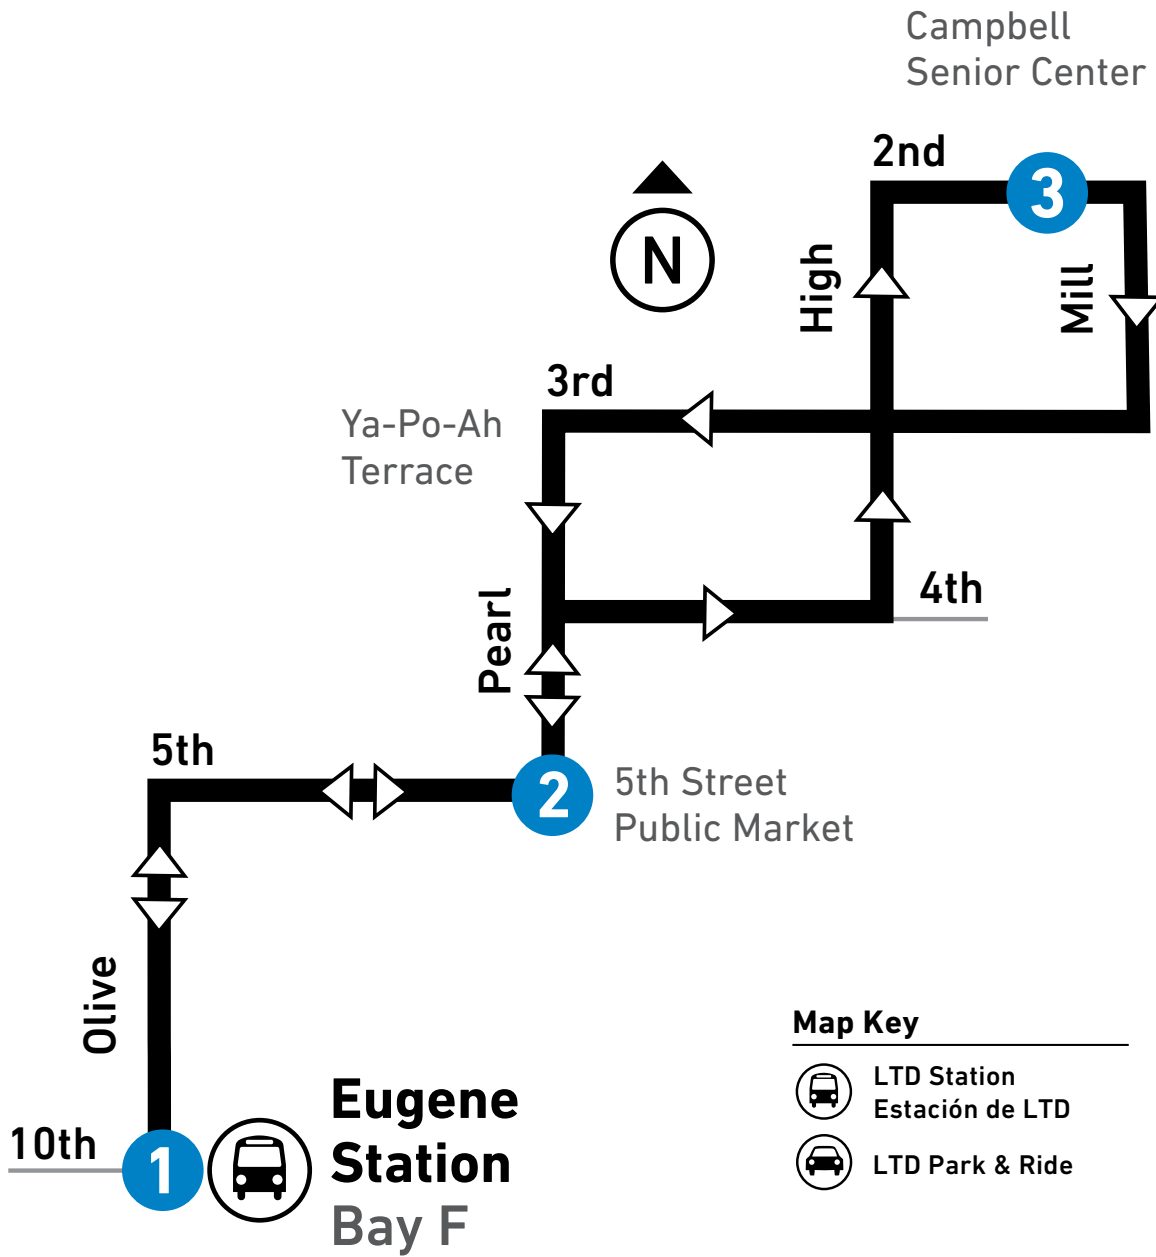 Campbell
Senior Center
2nd
3
N
High
Mill
3rd
Ya-Po-Ah
Terrace
4th
Pearl
5th
2
5th Street
Public Market
Olive
Map Key
LTD Station
Estación de LTD
LTD Park & Ride
10th
1
Eugene
Station
Bay F